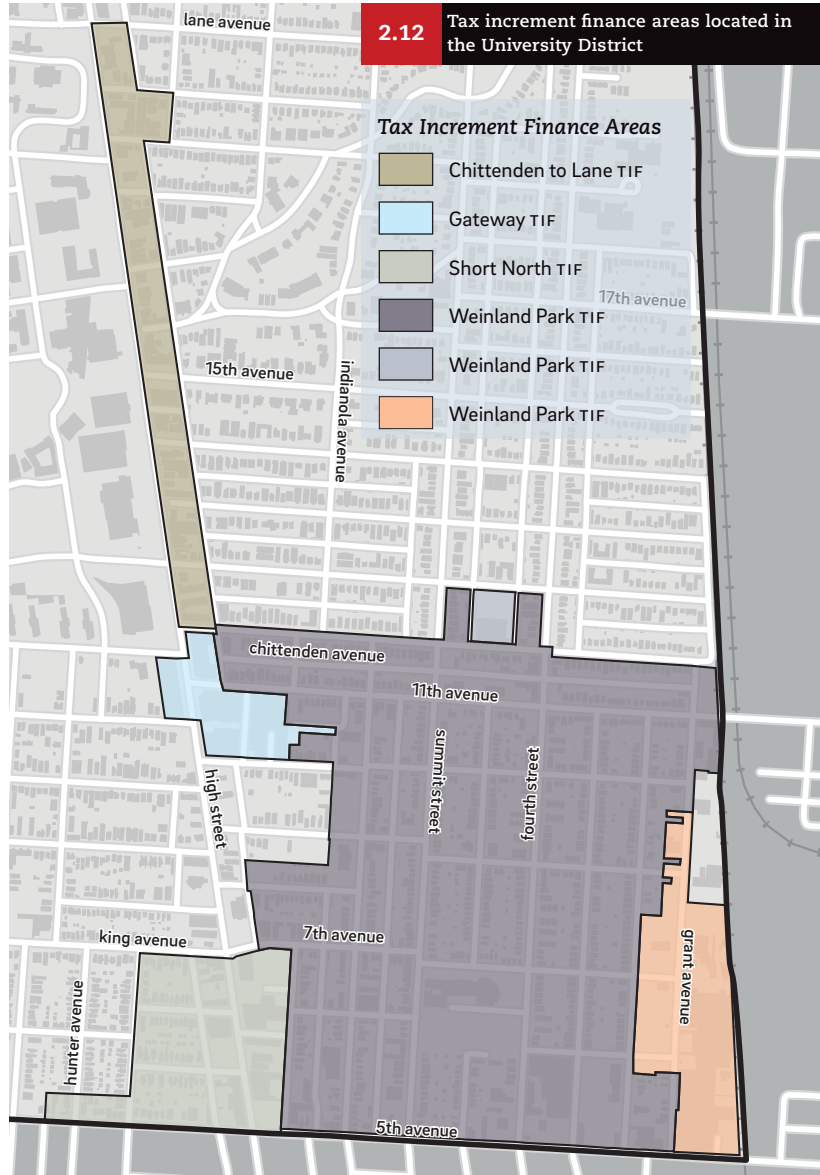 lane avenue
2.12
Tax increment finance areas located in
the University District
Tax Increment Finance Areas
Chittenden to Lane TIF
Gateway TIF
Short North TIF
17th avenue
Weinland Park TIF
Weinland Park TIF
Weinland Park TIF
15th avenue
indianola avenue
chittenden avenue
11th avenue
summit street
fourth street
high street
7th avenue
king avenue
grant avenue
hunter avenue
5th avenue